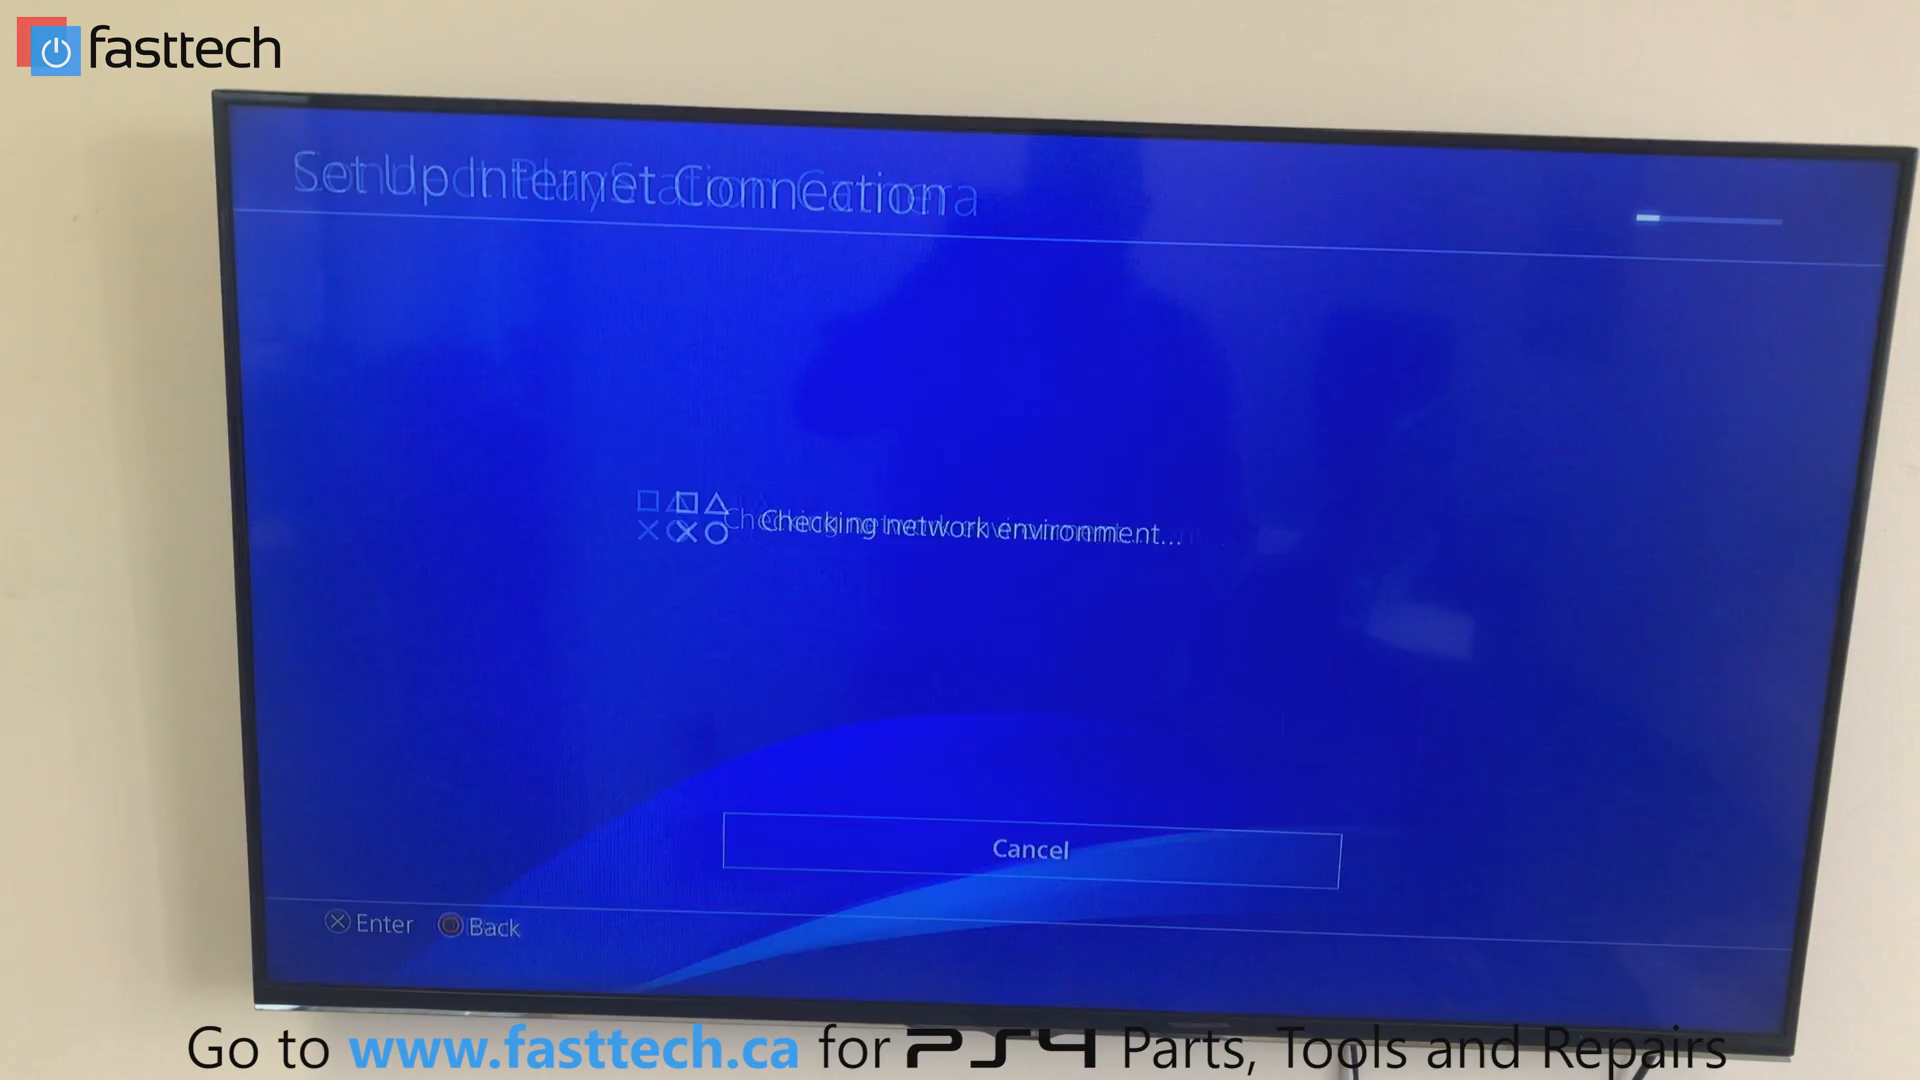 fasttech
Set Up Internet Connection
Checking network environment...
Cancel
Enter Back
Go to www.fasttech.ca for PS4 Parts, Tools and Repairs